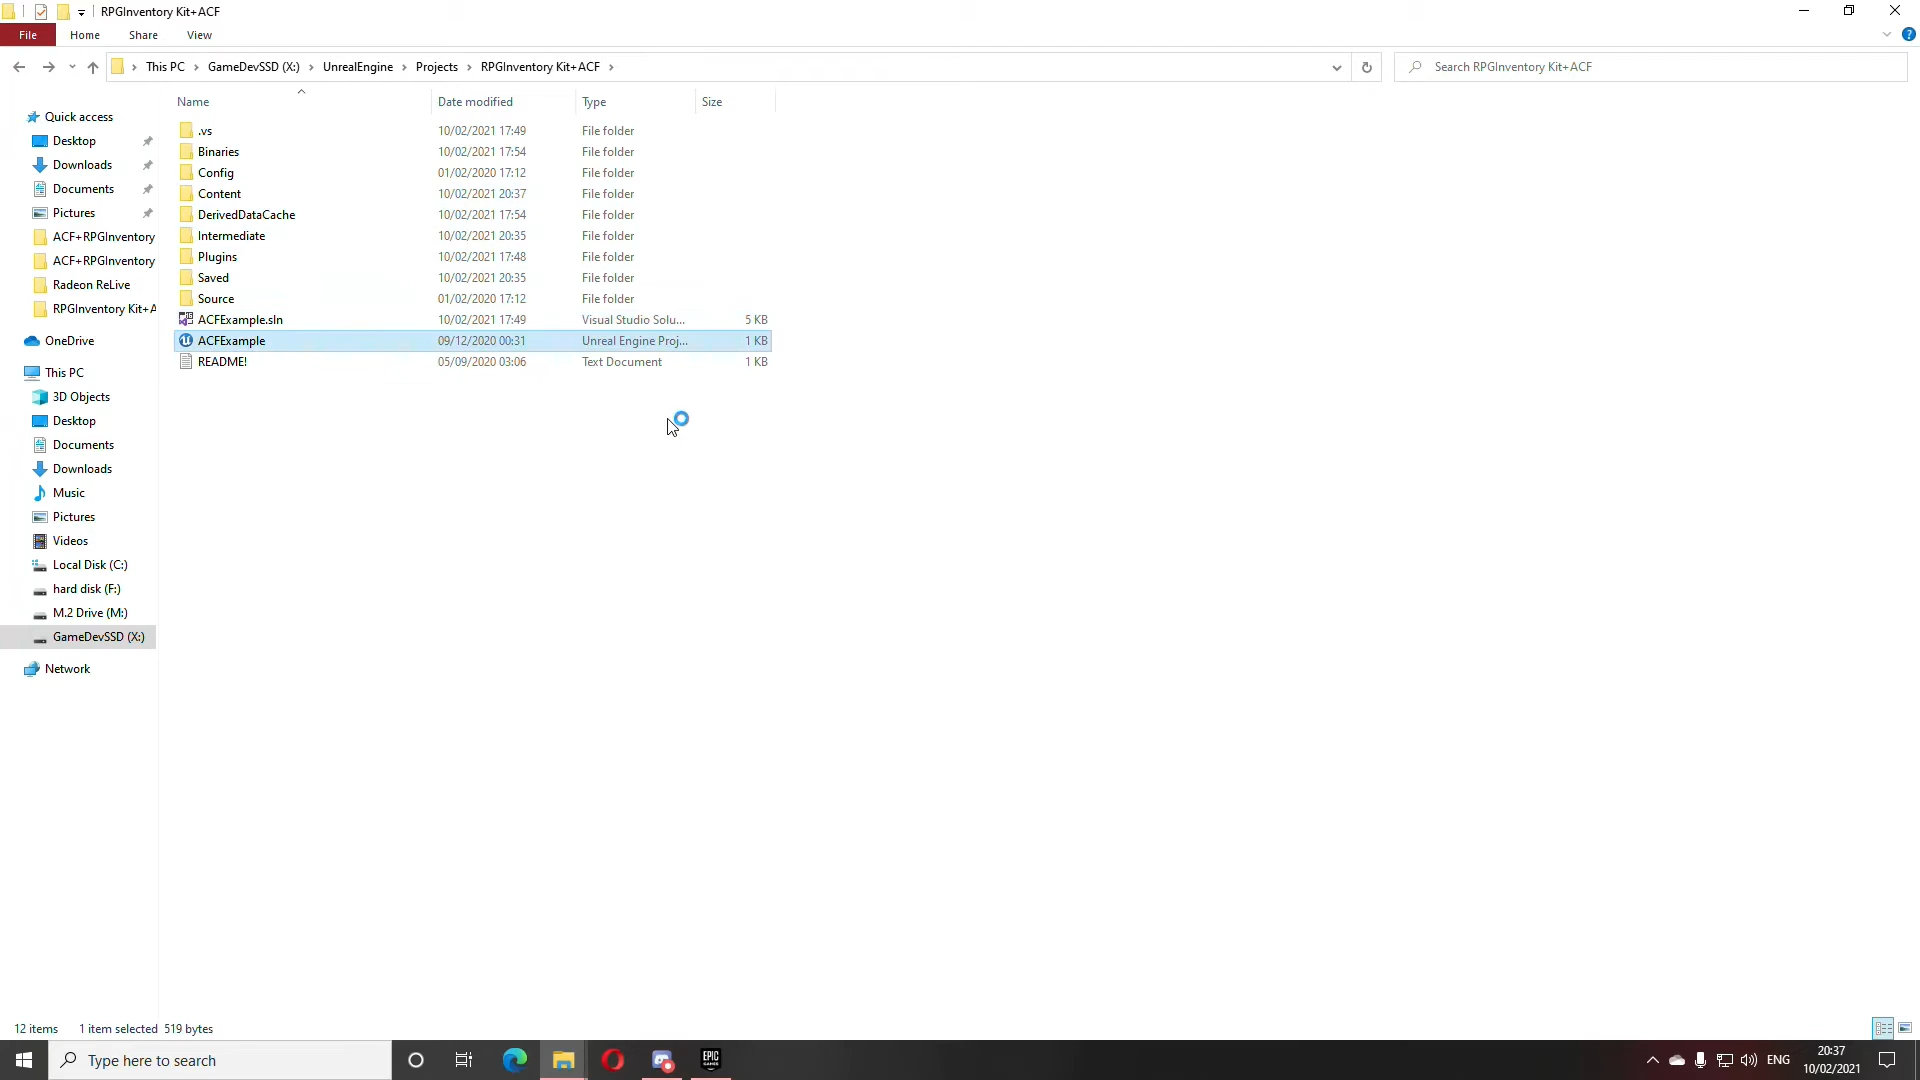 RPGInventory Kit+ACF
File Home Share View
This PC GameDevSSD (X:) UnrealEngine Projects RPGInventory Kit+ACF
Search RPGInventory Kit+ACF
Name Date modified Type Size
Quick access
Desktop
Downloads
Documents
Pictures
ACF+RPGInventory
ACF+RPGInventory
Radeon ReLive
RPGInventory Kit+A
OneDrive
This PC
3D Objects
Desktop
Documents
Downloads
Music
Pictures
Videos
Local Disk (C:)
hard disk (F:)
M.2 Drive (M:)
GameDevSSD (X:)
Network
.vs 10/02/2021 17:49 File folder
Binaries 10/02/2021 17:54 File folder
Config 01/02/2020 17:12 File folder
Content 10/02/2021 20:37 File folder
DerivedDataCache 10/02/2021 17:54 File folder
Intermediate 10/02/2021 20:35 File folder
Plugins 10/02/2021 17:48 File folder
Saved 10/02/2021 20:35 File folder
Source 01/02/2020 17:12 File folder
ACFExample.sln 10/02/2021 17:49 Visual Studio Solu... 5 KB
ACFExample 09/12/2020 00:31 Unreal Engine Proj... 1 KB
README! 05/09/2020 03:06 Text Document 1 KB
12 items 1 item selected 519 bytes
Type here to search
EPIC
GAMES
ENG
20:37
10/02/2021